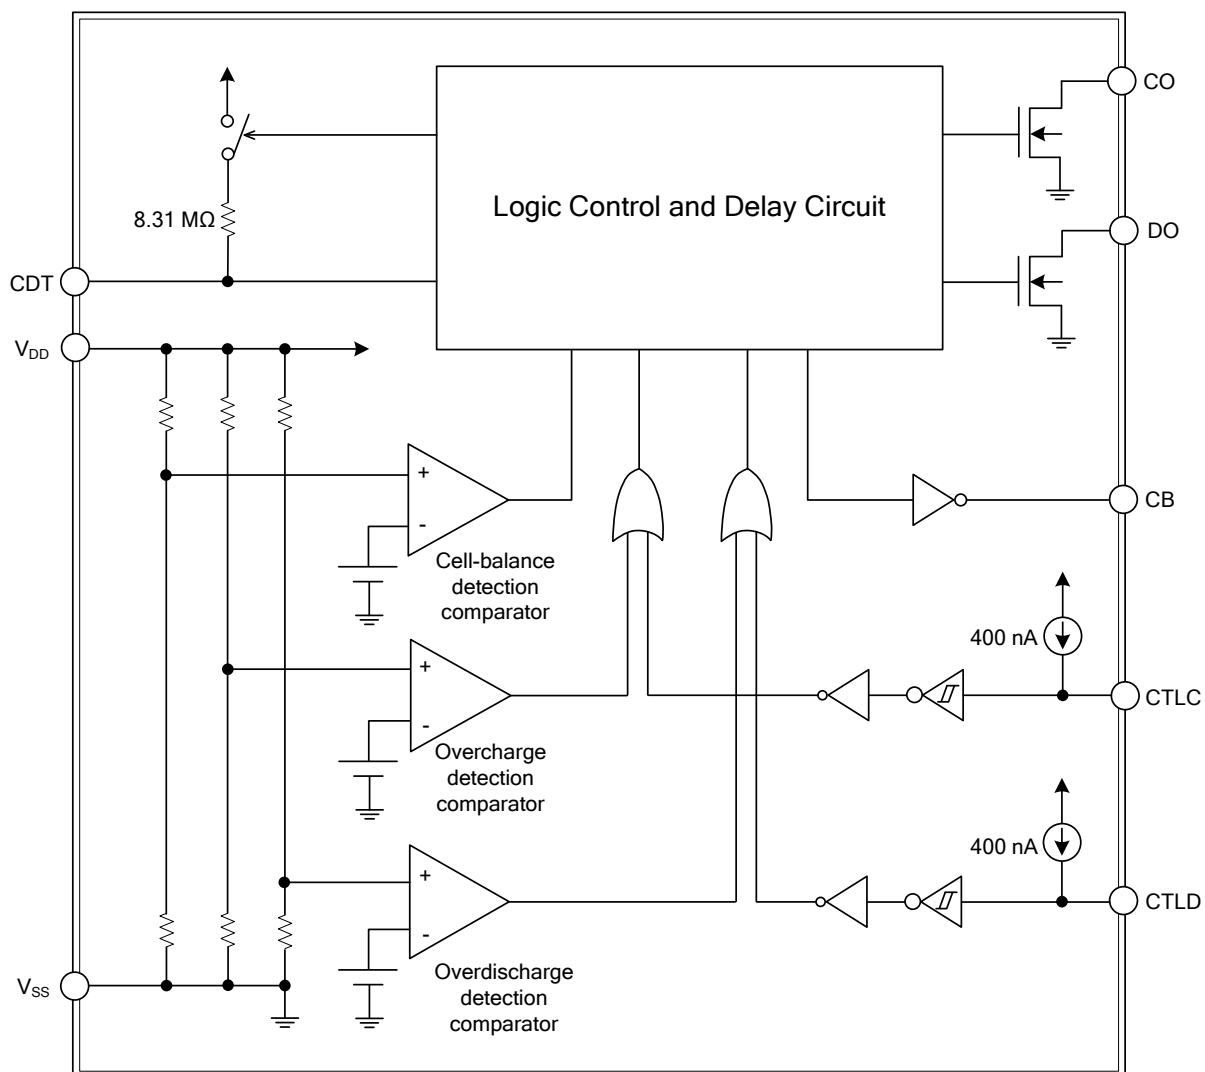 CO
Logic Control and Delay Circuit
8.31 MΩ
DO
CDT
VDD
+
-
CB
Cell-balance
detection
comparator
400 nA
+
-
CTLC
Overcharge
detection
comparator
400 nA
+
-
CTLD
Overdischarge
detection
comparator
VSS